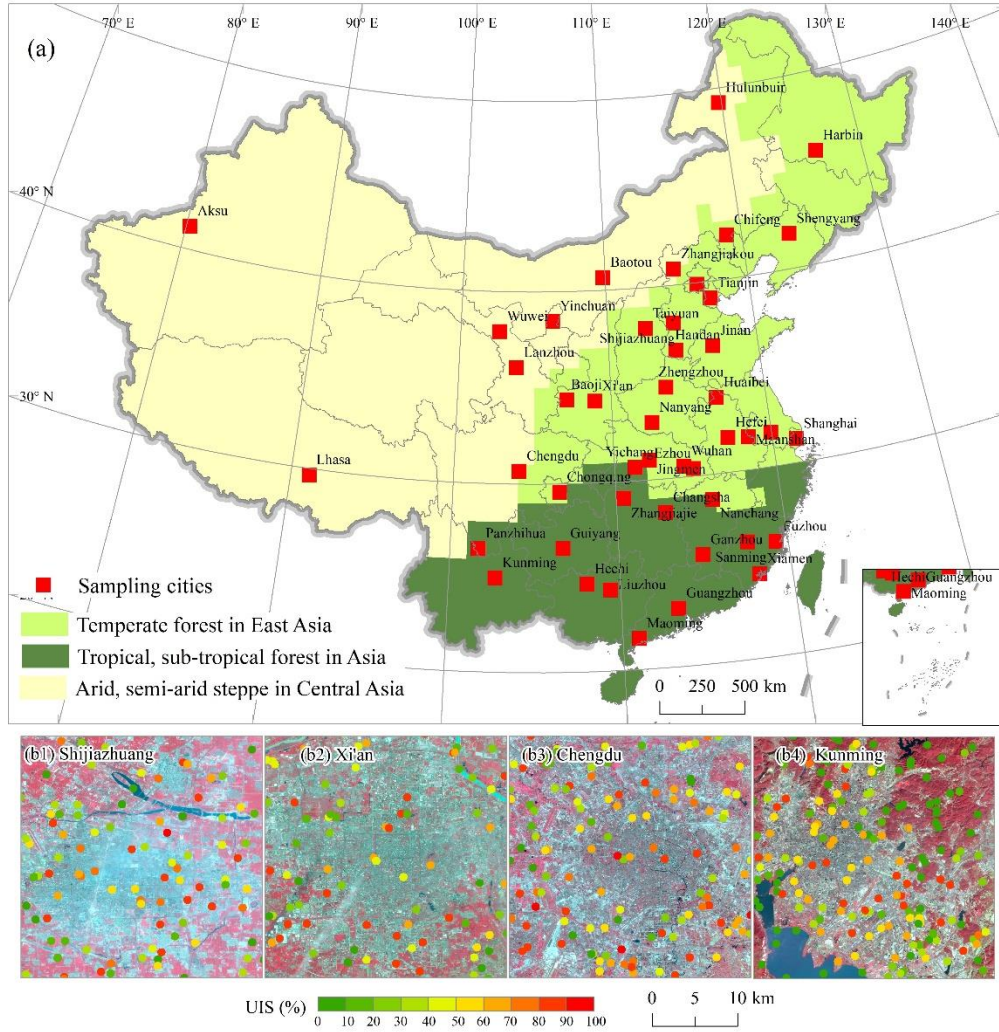 70° E
80° E
90° E
100° E
110° E
120° E
130° E
140° E
(a)
Hulunbuir
Harbin
40° N
Aksu
Chifeng
Shengyang
Zhangjiakou
Baotou
Tianjin
Yinchuan
Wuwei
Taiyuan
Jinan
Shijiazhuang
Handan
Lanzhou
Zhengzhou
30° N
Baoji
Xi'an
Huaibei
Nanyang
Hefei
Shanghai
Maanshan
Lhasa
Chengdu
Yichang
Ezhou
Wuhan
Jingmen
Chongqing
Changsha
Zhangjiajie
Nanchang
Fuzhou
Panzhihua
Guiyang
Ganzhou
Sanming
Xiamen
Kunming
Hechi
Liuzhou
Guangzhou
Maoming
Hechi
Guangzhou
Maoming
Sampling cities
Temperate forest in East Asia
Tropical, sub-tropical forest in Asia
Arid, semi-arid steppe in Central Asia
0 250 500 km
(b1) Shijiazhuang
(b2) Xi'an
(b3) Chengdu
(b4) Kunming
UIS (%)
0 10 20 30 40 50 60 70 80 90 100
0 5 10 km